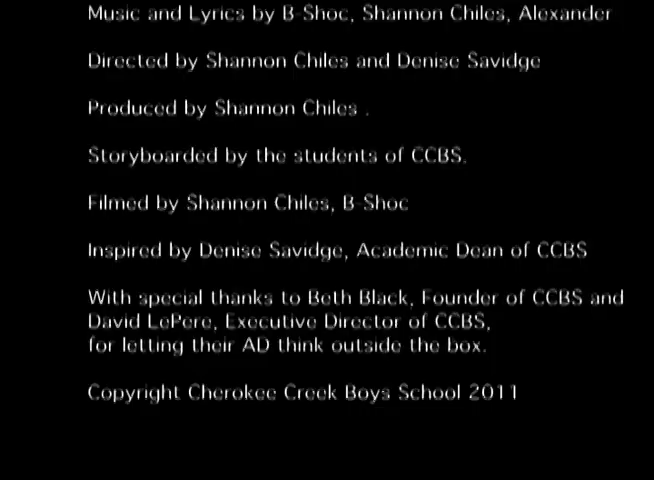 Music and Lyrics by B-Shoc, Shannon Chiles, Alexander
Directed by Shannon Chiles and Denise Savidge
Produced by Shannon Chiles .
Storyboarded by the students of CCBS.
Filmed by Shannon Chiles, B-Shoc
Inspired by Denise Savidge, Academic Dean of CCBS
With special thanks to Beth Black, Founder of CCBS and
David LePere, Executive Director of CCBS,
for letting their AD think outside the box.
Copyright Cherokee Creek Boys School 2011